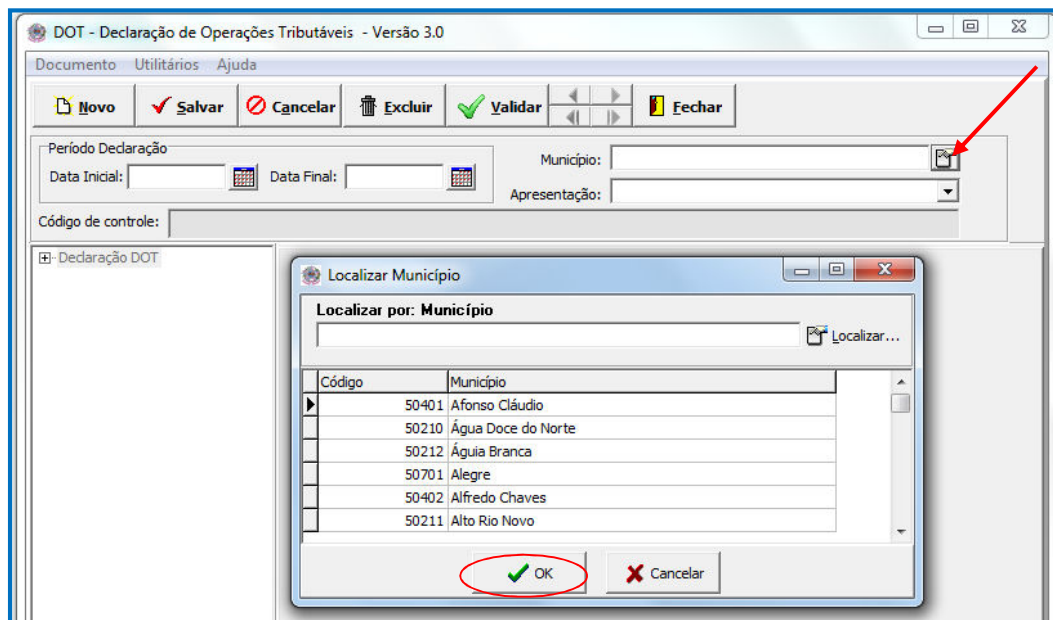 DOT - Declaração de Operações Tributáveis - Versão 3.0
Documento Utilitários Ajuda
Novo Salvar Cancelar Excluir Validar Fechar
Período Declaração
Data Inicial: Data Final: Município:
Apresentação:
Código de controle:
Declaração DOT
Localizar Município
Localizar por: Município
Localizar...
Código Município
50401 Afonso Cláudio
50210 Água Doce do Norte
50212 Águia Branca
50701 Alegre
50402 Alfredo Chaves
50211 Alto Rio Novo
OK Cancelar